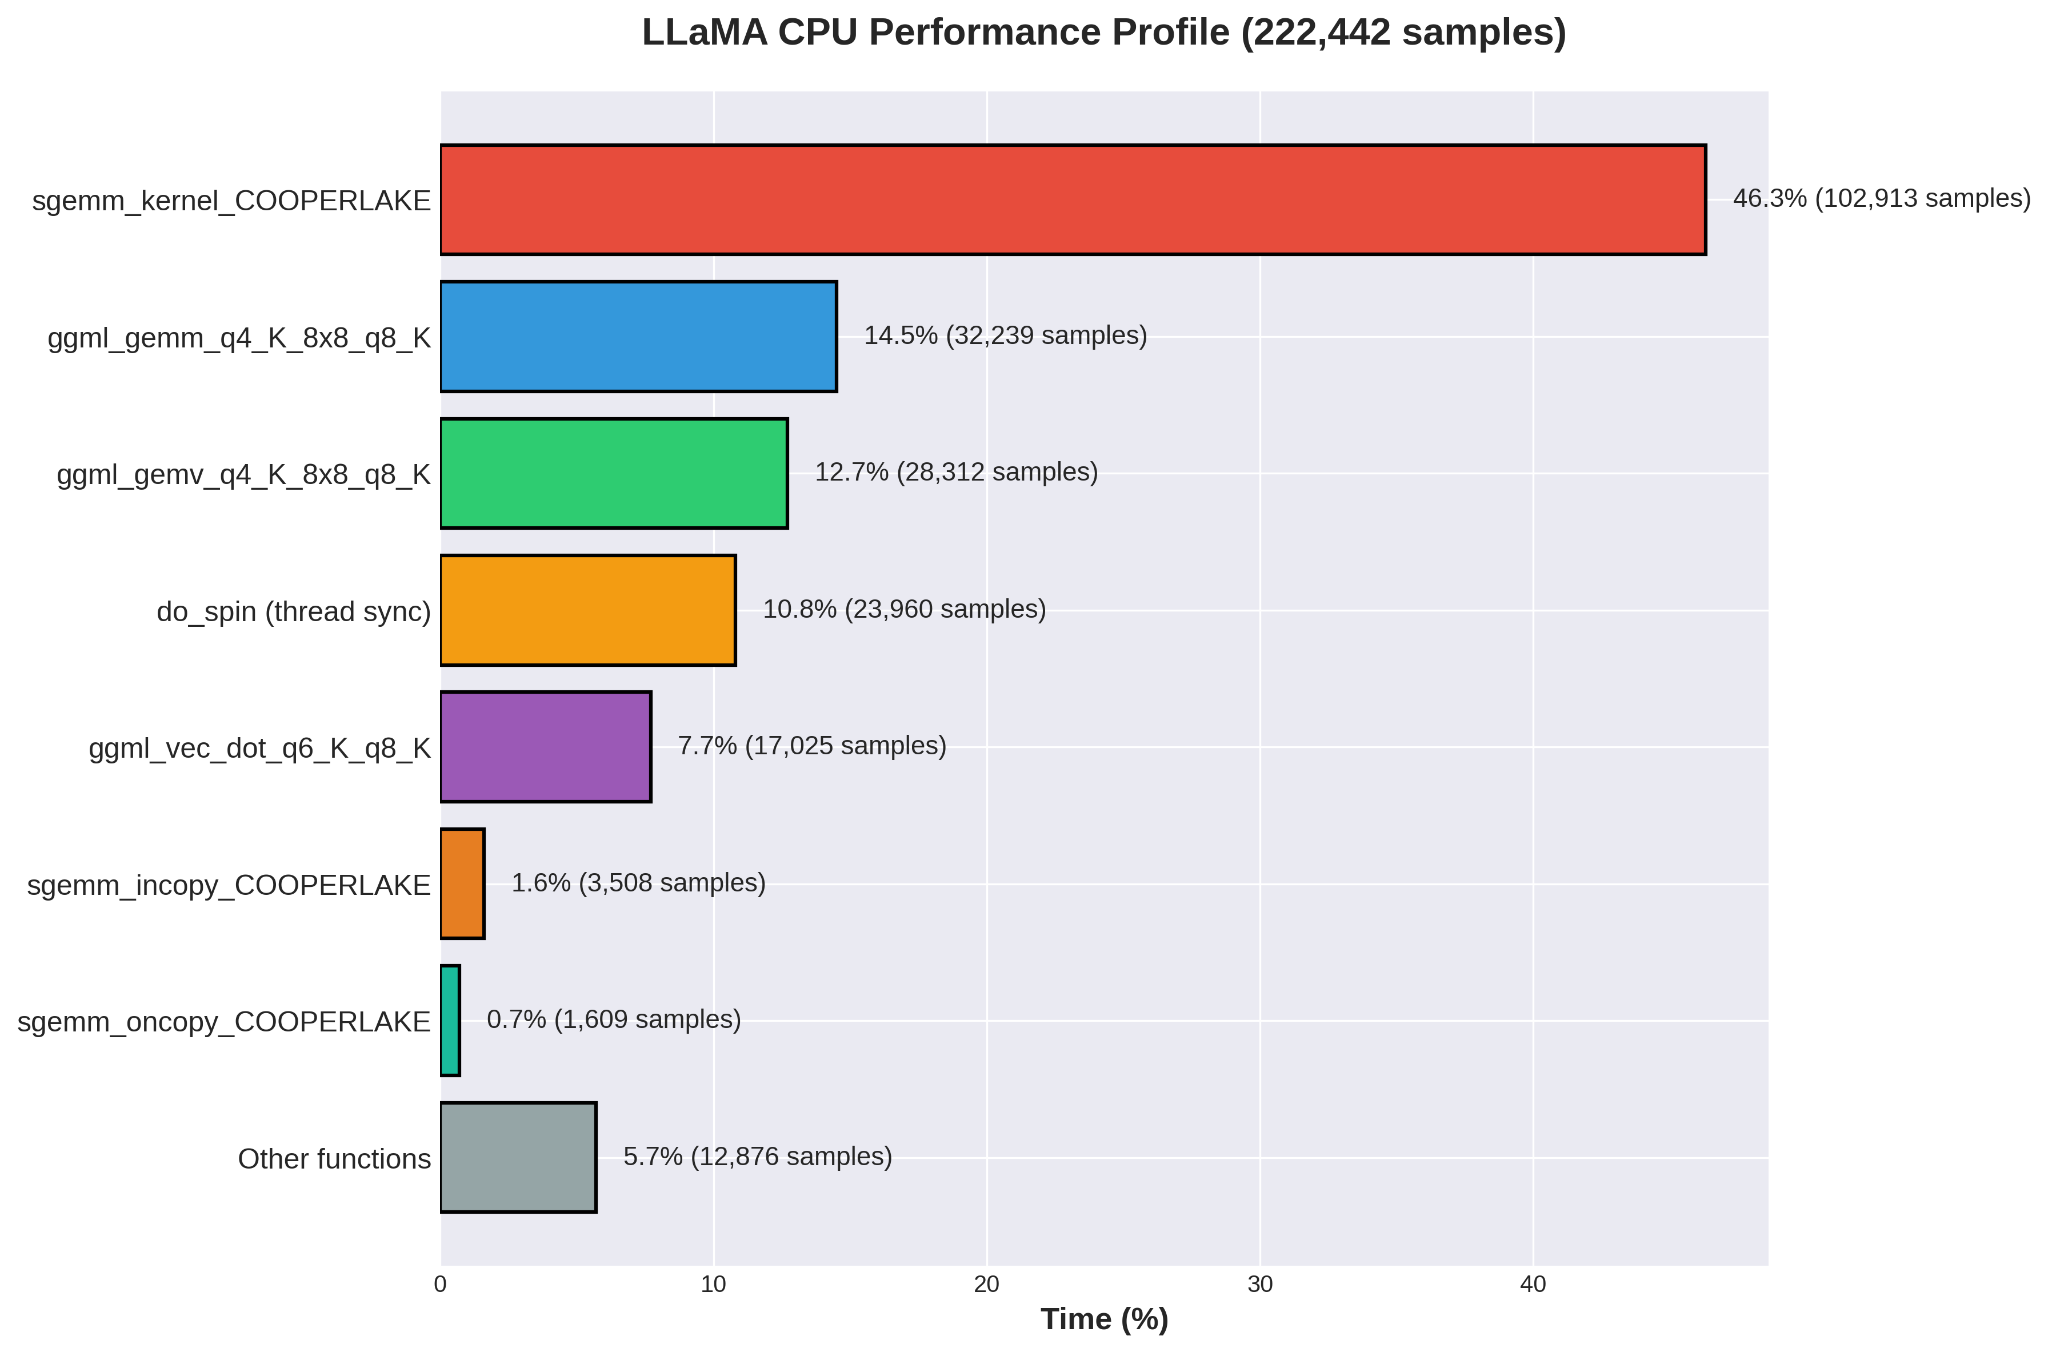 LLaMA CPU Performance Profile (222,442 samples)
sgemm_kernel_COOPERLAKE
46.3% (102,913 samples)
ggml_gemm_q4_K_8x8_q8_K
14.5% (32,239 samples)
ggml_gemv_q4_K_8x8_q8_K
12.7% (28,312 samples)
do_spin (thread sync)
10.8% (23,960 samples)
ggml_vec_dot_q6_K_q8_K
7.7% (17,025 samples)
sgemm_incopy_COOPERLAKE
1.6% (3,508 samples)
sgemm_oncopy_COOPERLAKE
0.7% (1,609 samples)
Other functions
5.7% (12,876 samples)
0 10 20 30 40
Time (%)